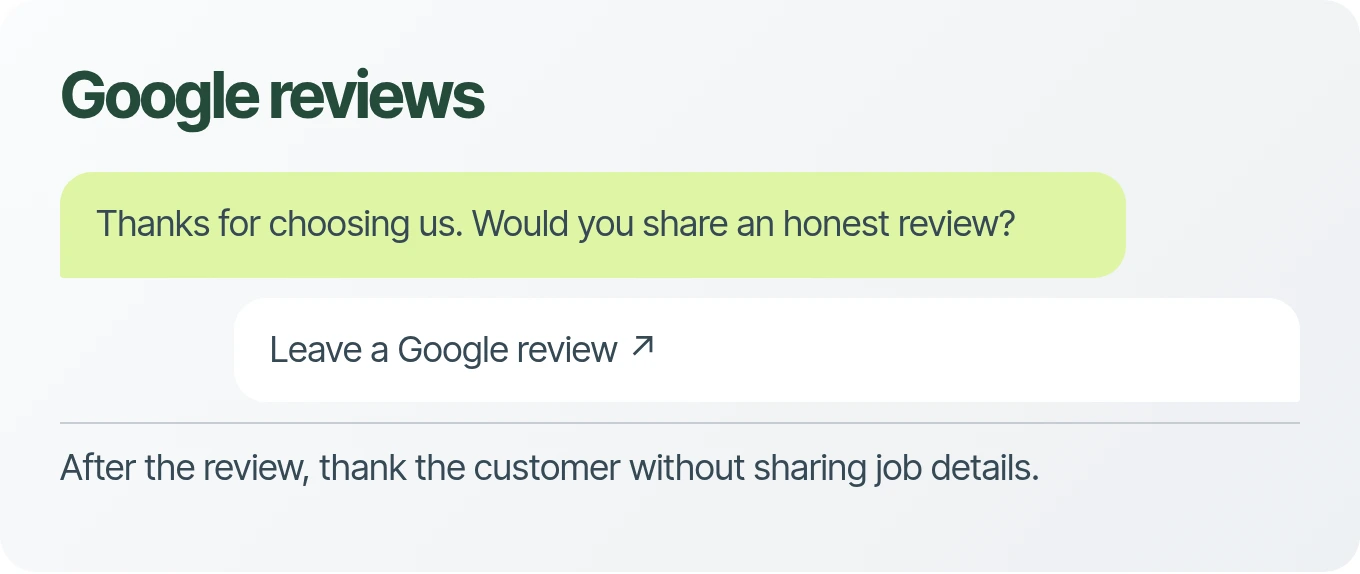 Google reviews
Thanks for choosing us. Would you share an honest review?
Leave a Google review ↗
After the review, thank the customer without sharing job details.